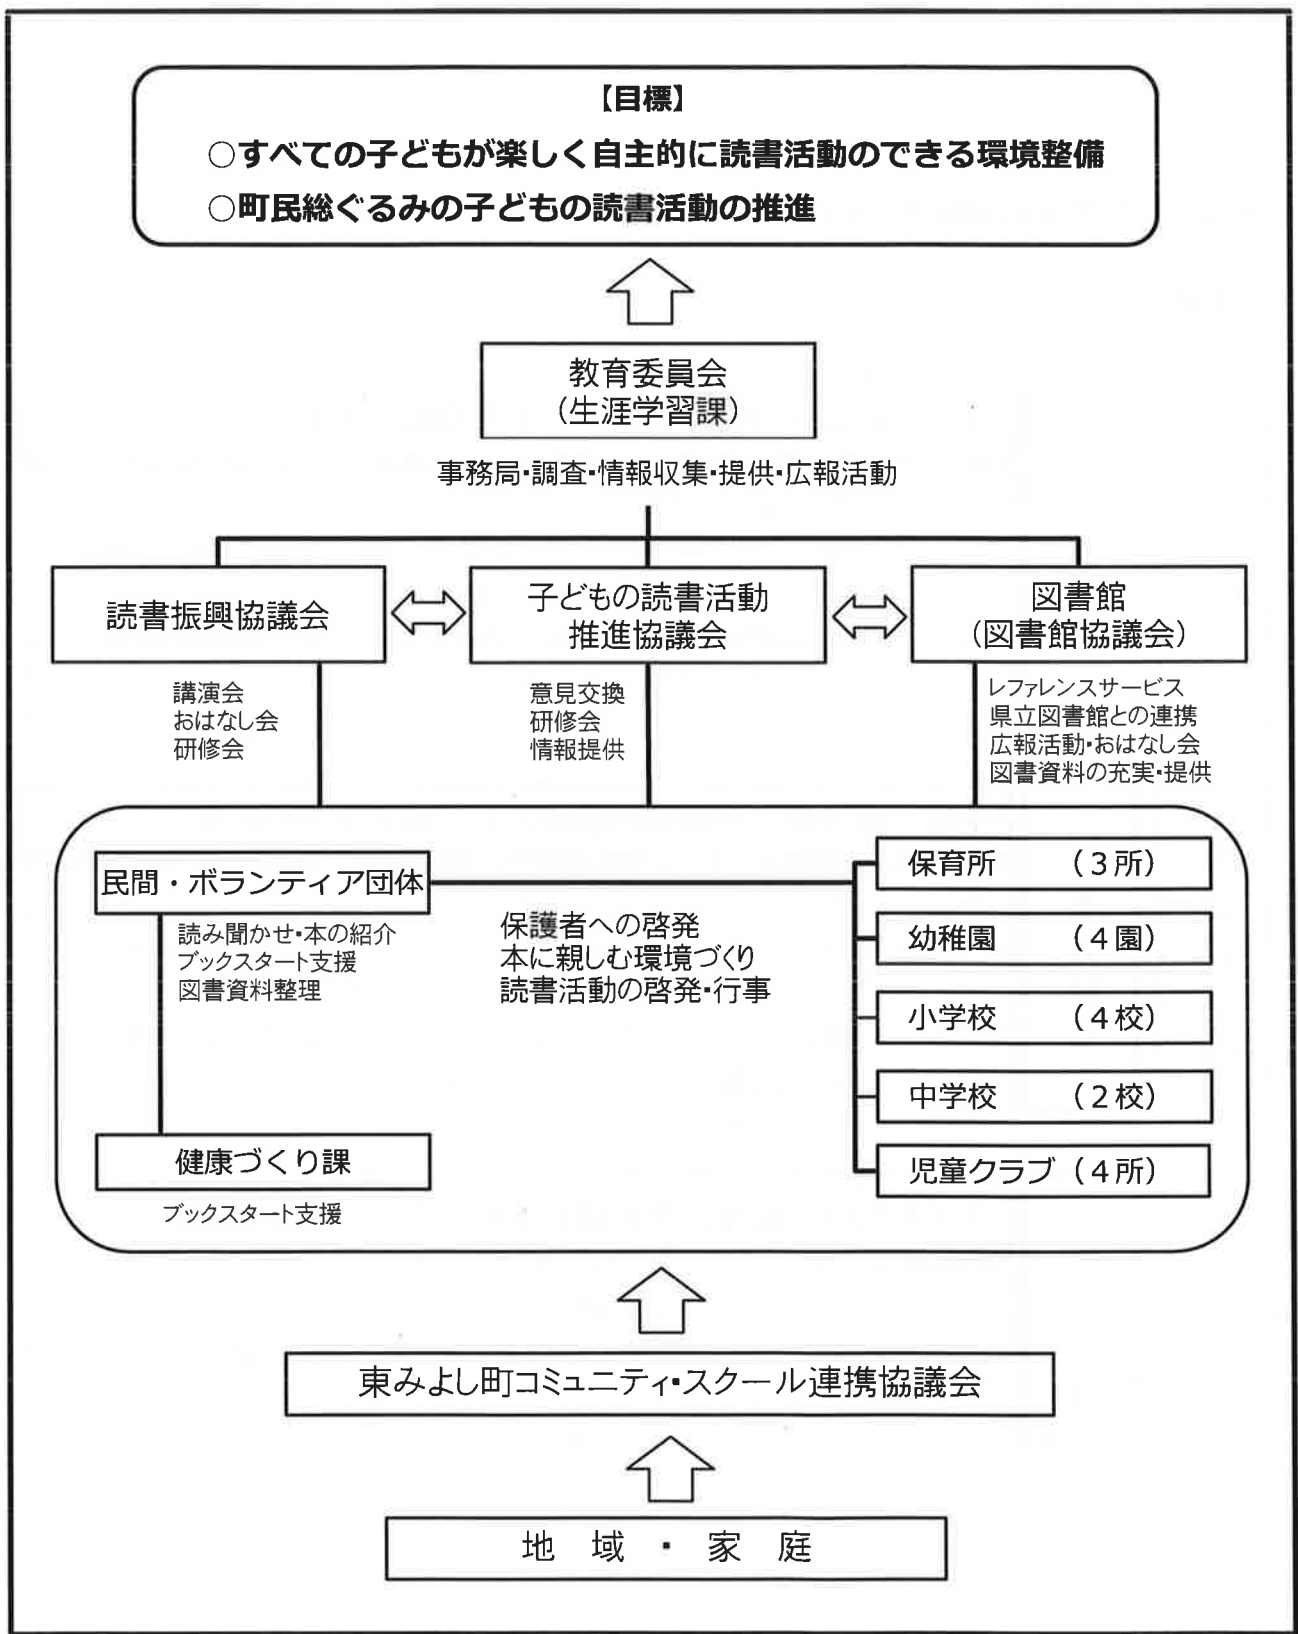 【目標】
○すべての子どもが楽しく自主的に読書活動のできる環境整備
○町民総ぐるみの子どもの読書活動の推進
教育委員会
（生涯学習課）
事務局・調査・情報収集・提供・広報活動
読書振興協議会
子どもの読書活動
推進協議会
図書館
（図書館協議会）
講演会
おはなし会
研修会
意見交換
研修会
情報提供
レファレンスサービス
県立図書館との連携
広報活動・おはなし会
図書資料の充実・提供
民間・ボランティア団体
読み聞かせ・本の紹介
ブックスタート支援
図書資料整理
保護者への啓発
本に親しむ環境づくり
読書活動の啓発・行事
保育所　　（３所）
幼稚園　　（４園）
小学校　　（４校）
中学校　　（２校）
児童クラブ（４所）
健康づくり課
ブックスタート支援
東みよし町コミュニティ・スクール連携協議会
地　域　・　家　庭